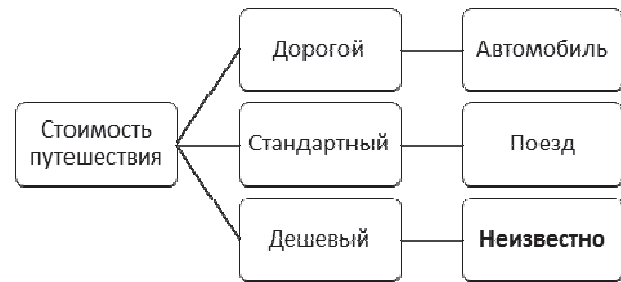 Дорогой
Автомобиль
Стоимость
путешествия
Стандартный
Поезд
Дешевый
Неизвестно